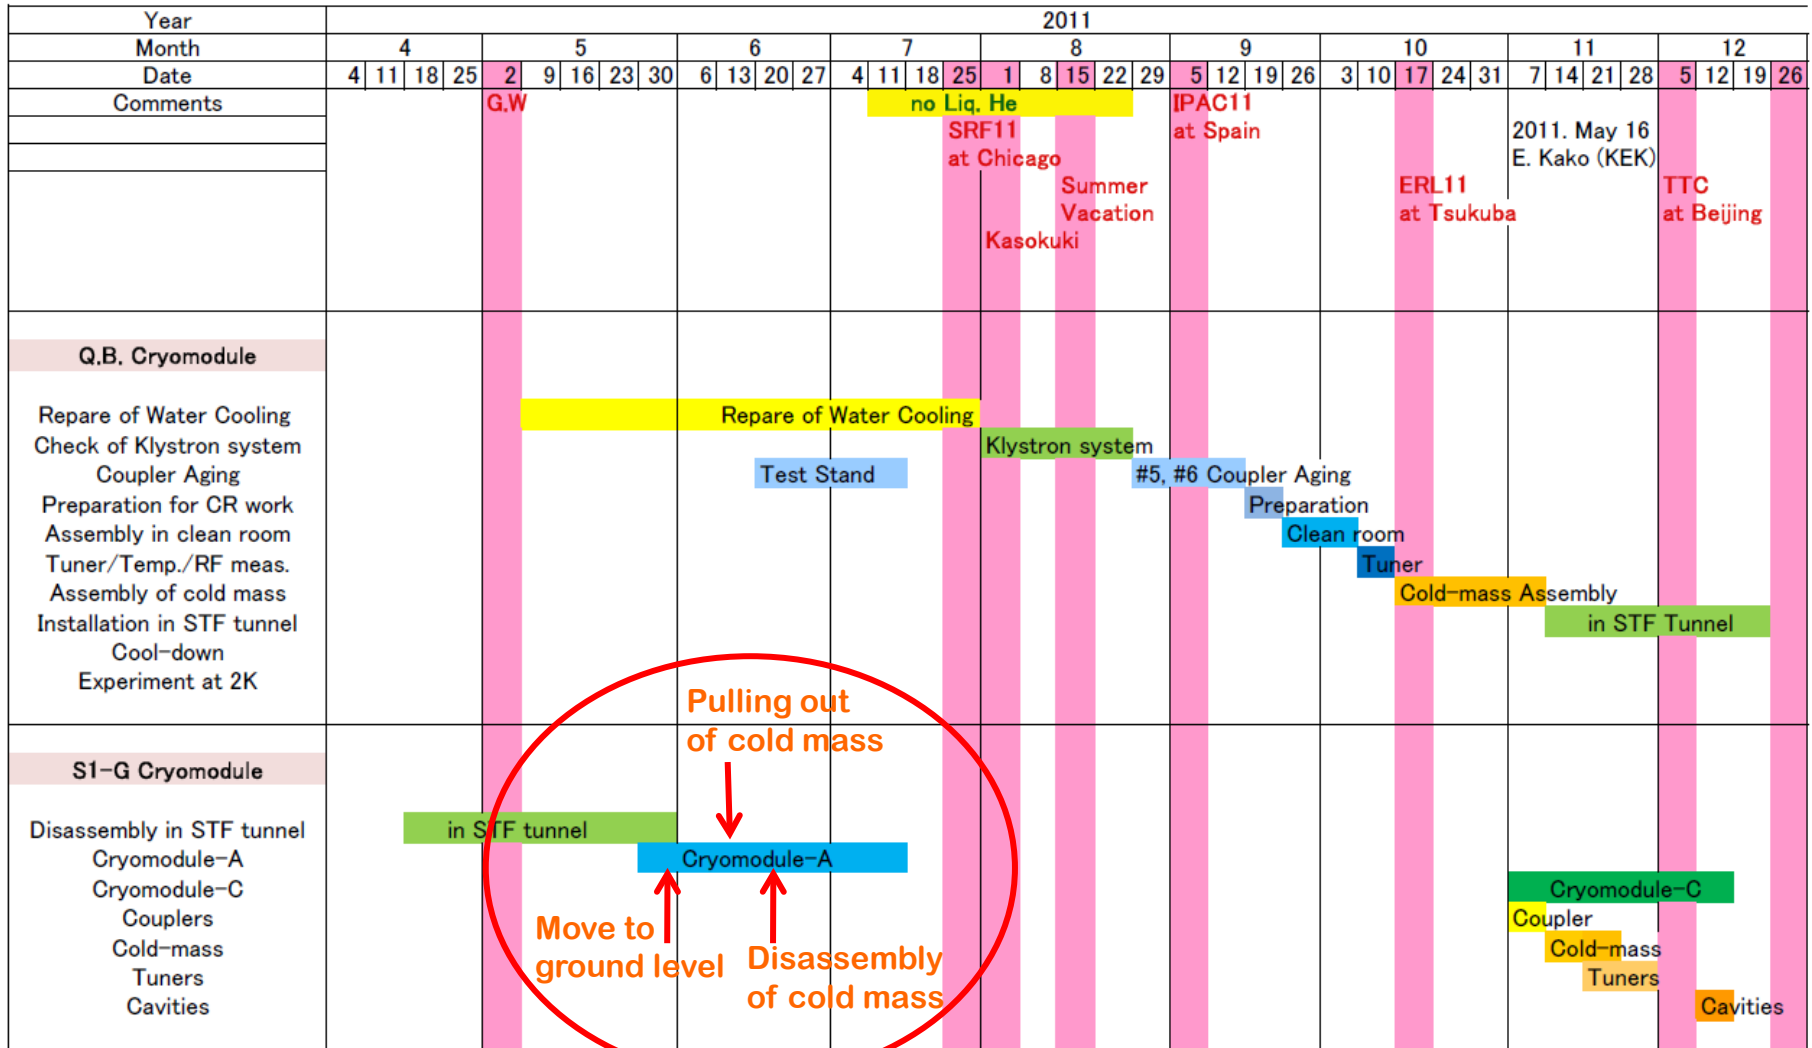 Year 2011
Month 4 5 6 7 8 9 10 11 12
Date 4 11 18 25 2 9 16 23 30 6 13 20 27 4 11 18 25 1 8 15 22 29 5 12 19 26 3 10 17 24 31 7 14 21 28 5 12 19 26
Comments G.W no Liq. He IPAC11
SRF11 at Spain 2011. May 16
at Chicago E. Kako (KEK)
Summer ERL11 TTC
Vacation at Tsukuba at Beijing
Kasokuki
Q.B. Cryomodule
Repare of Water Cooling Repare of Water Cooling
Check of Klystron system Klystron system
Coupler Aging Test Stand #5, #6 Coupler Aging
Preparation for CR work Preparation
Assembly in clean room Clean room
Tuner/Temp./RF meas. Tuner
Assembly of cold mass Cold-mass Assembly
Installation in STF tunnel in STF Tunnel
Cool-down
Experiment at 2K
Pulling out
of cold mass
S1-G Cryomodule
Disassembly in STF tunnel in STF tunnel
Cryomodule-A Cryomodule-A
Cryomodule-C Cryomodule-C
Couplers Coupler
Cold-mass Cold-mass
Tuners Tuners
Cavities Cavities
Move to
ground level
Disassembly
of cold mass